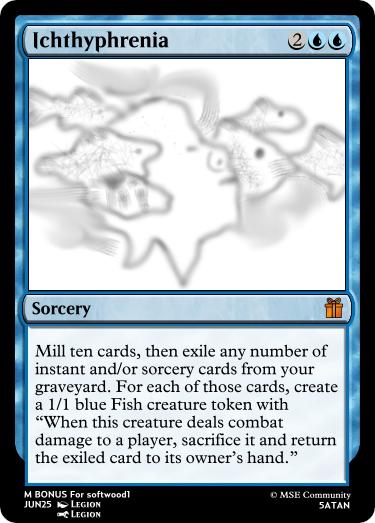 Ichthyphrenia 2
Sorcery
Mill ten cards, then exile any number of
instant and/or sorcery cards from your
graveyard. For each of those cards, create
a 1/1 blue Fish creature token with
“When this creature deals combat
damage to a player, sacrifice it and return
the exiled card to its owner's hand.”
M BONUS For softwood1 © MSE Community
JUN25 Legion 5ATAN
Legion